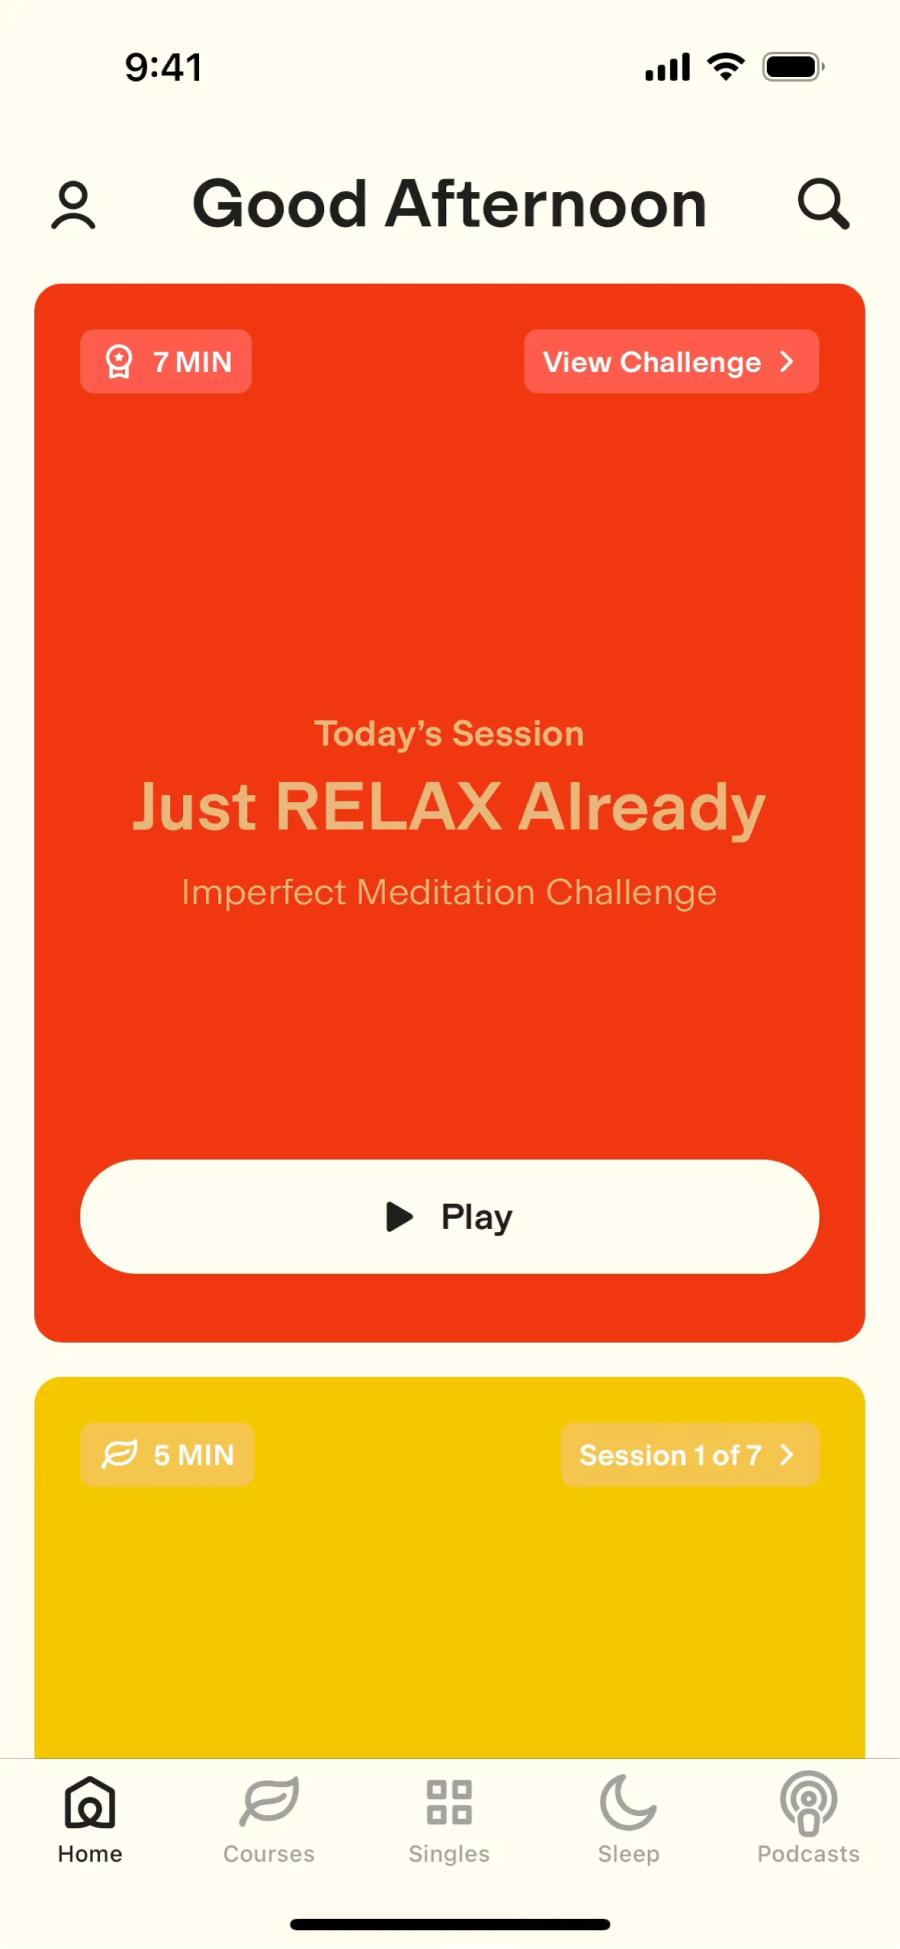 9:41
Good Afternoon
7 MIN
View Challenge
Today’s Session
Just RELAX Already
Imperfect Meditation Challenge
Play
5 MIN
Session 1 of 7
Home
Courses
Singles
Sleep
Podcasts